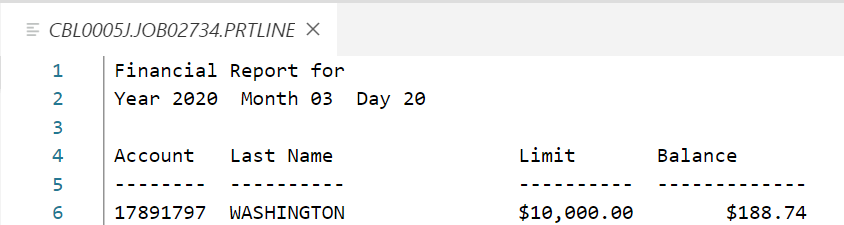 CBL0005J.JOB02734.PRTLINE ×
1 Financial Report for
2 Year 2020  Month 03  Day 20
3
4 Account   Last Name                Limit       Balance
5 --------  ----------               ----------  -------------
6 17891797  WASHINGTON               $10,000.00        $188.74